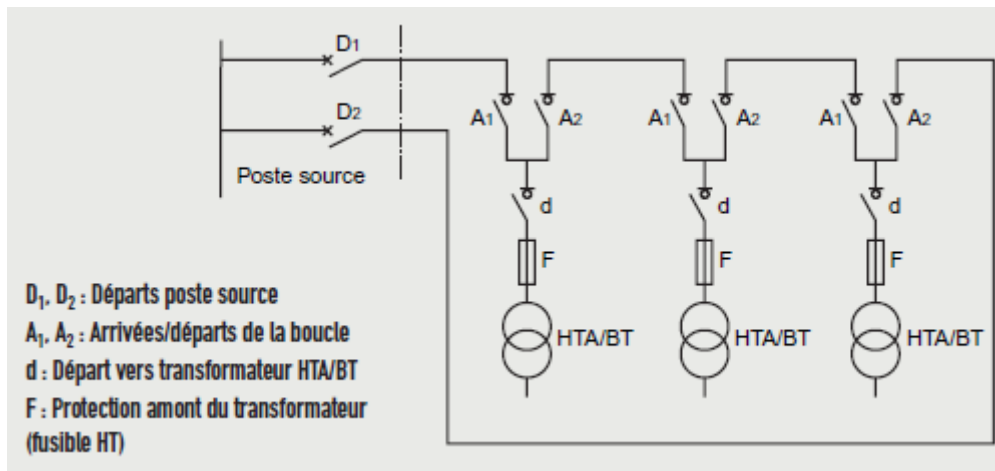 D1
D2
Poste source
A1
A2
A1
A2
A1
A2
d
d
d
F
F
F
HTA/BT
HTA/BT
HTA/BT
D1, D2 : Départs poste source
A1, A2 : Arrivées/départs de la boucle
d : Départ vers transformateur HTA/BT
F : Protection amont du transformateur
(fusible HT)